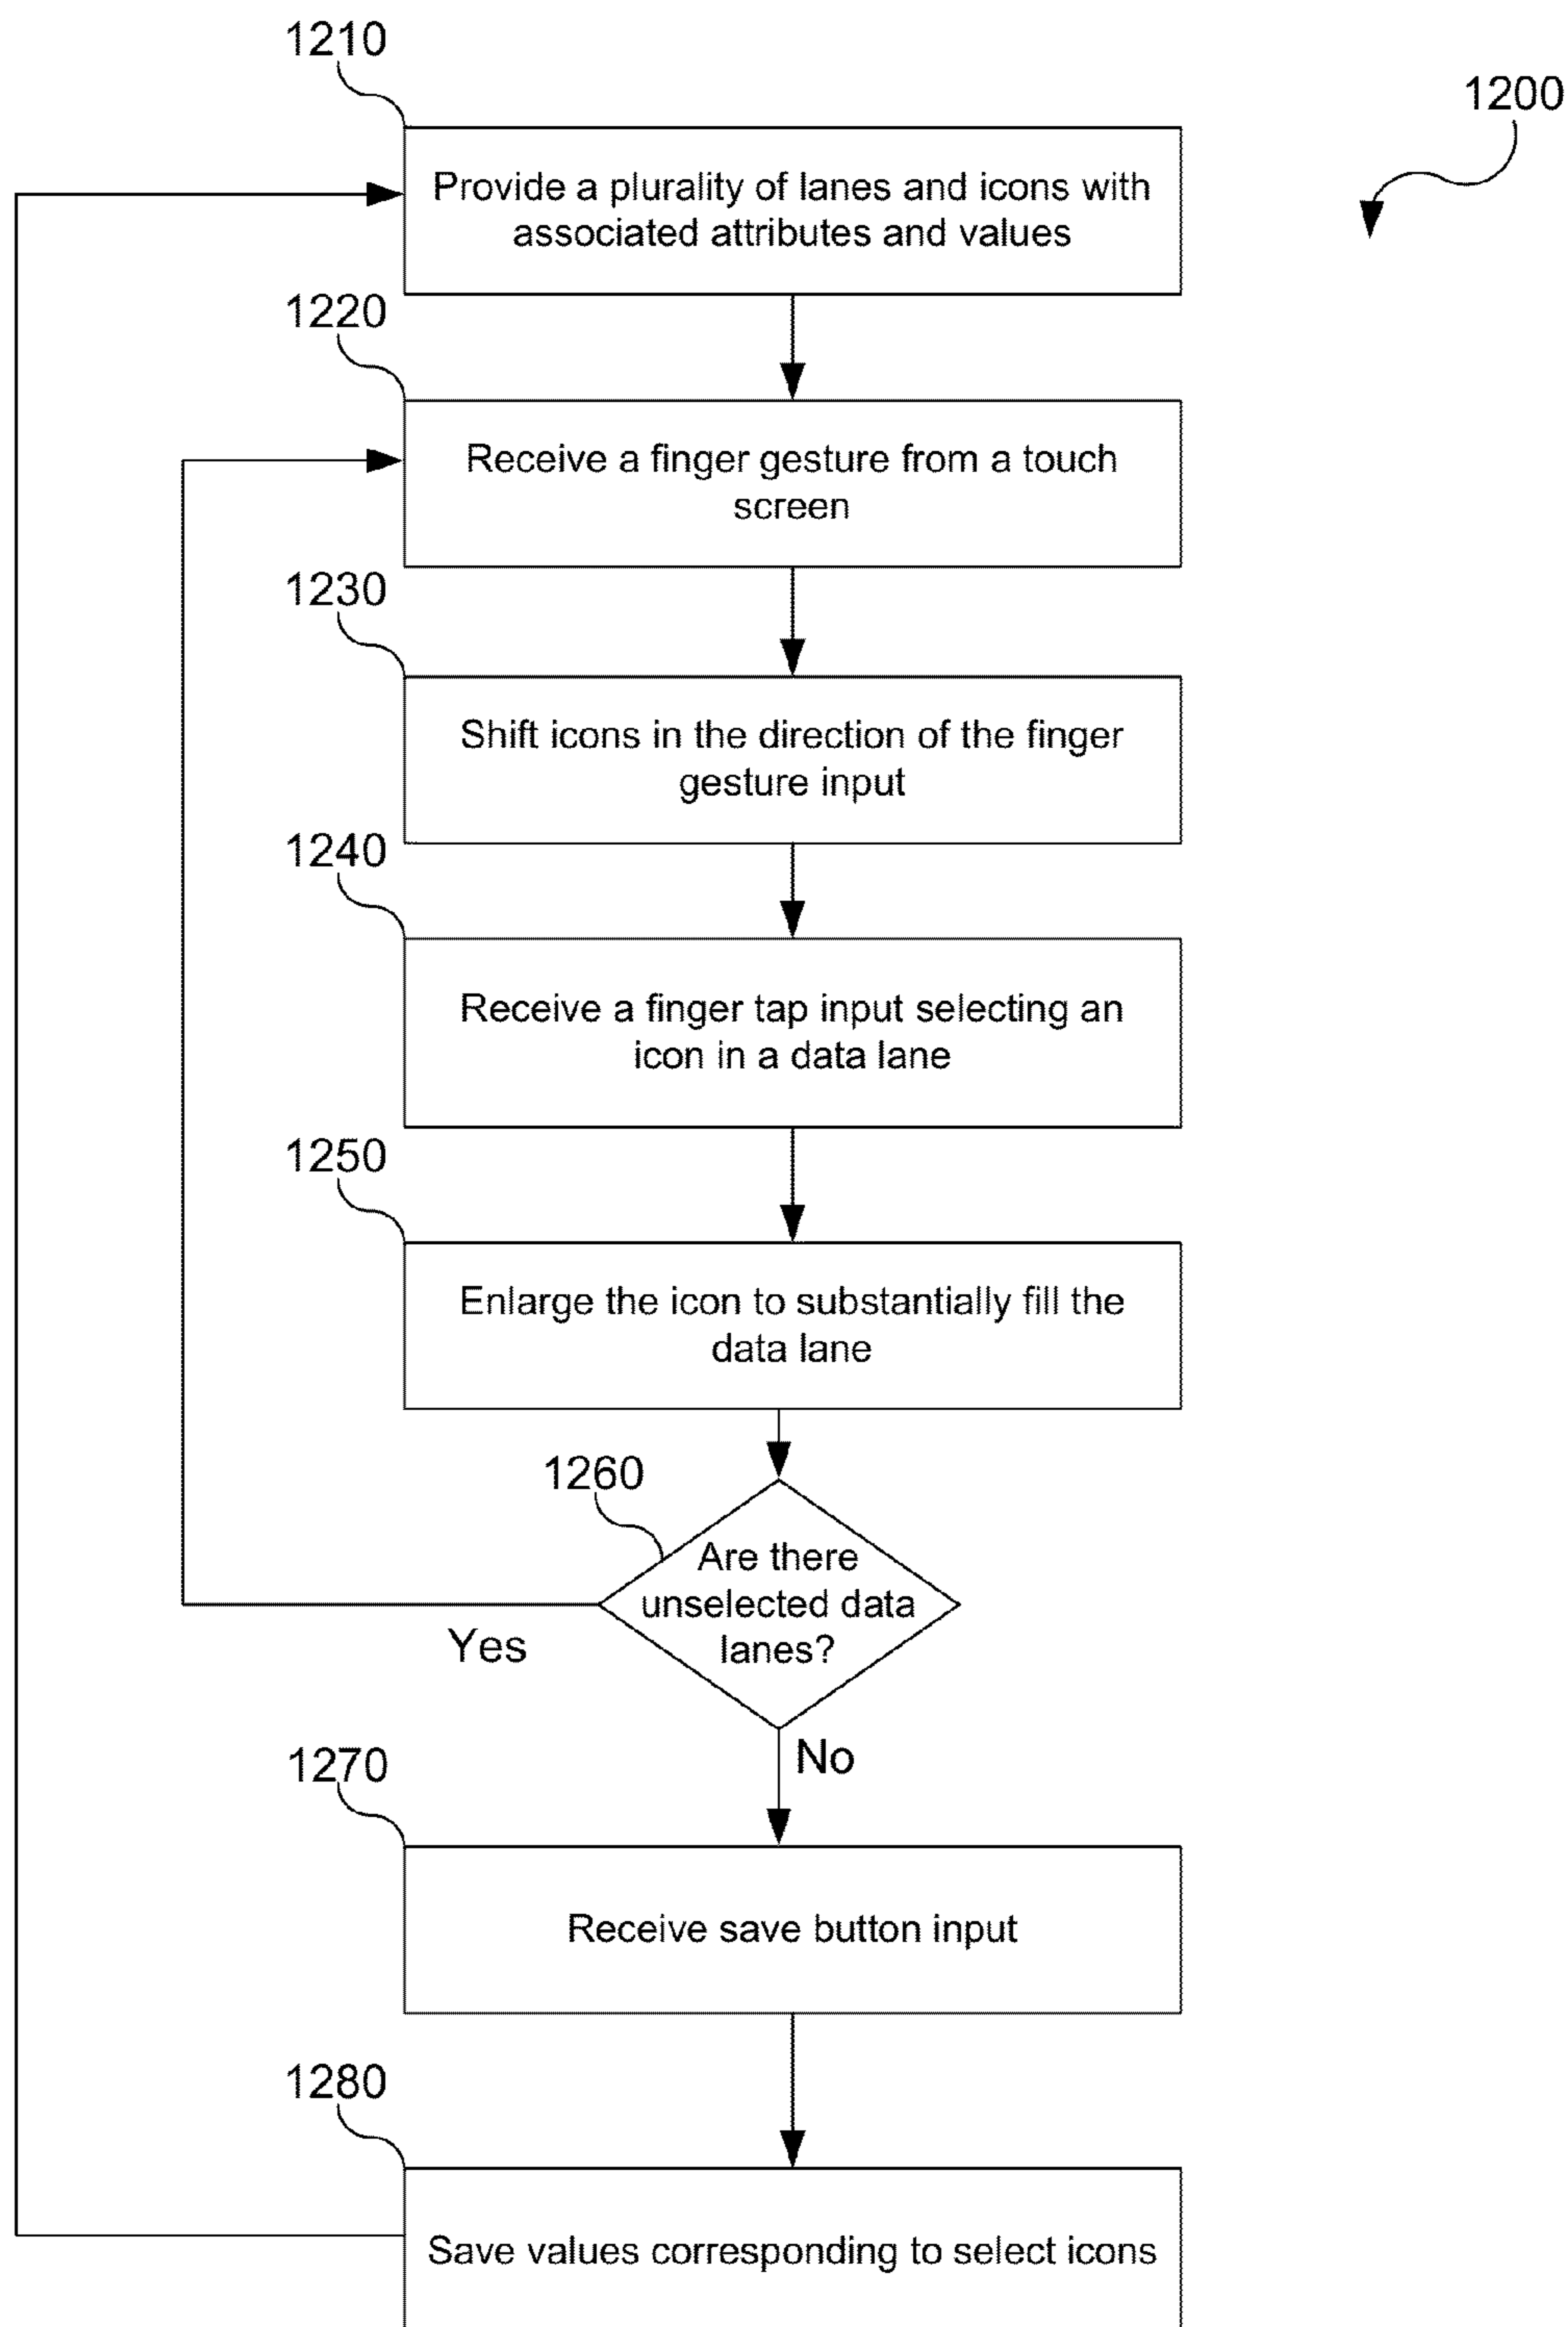 1210
1200
Provide a plurality of lanes and icons with
associated attributes and values
1220
Receive a finger gesture from a touch
screen
1230
Shift icons in the direction of the finger
gesture input
1240
Receive a finger tap input selecting an
icon in a data lane
1250
Enlarge the icon to substantially fill the
data lane
1260
Are there
unselected data
lanes?
Yes
No
1270
Receive save button input
1280
Save values corresponding to select icons